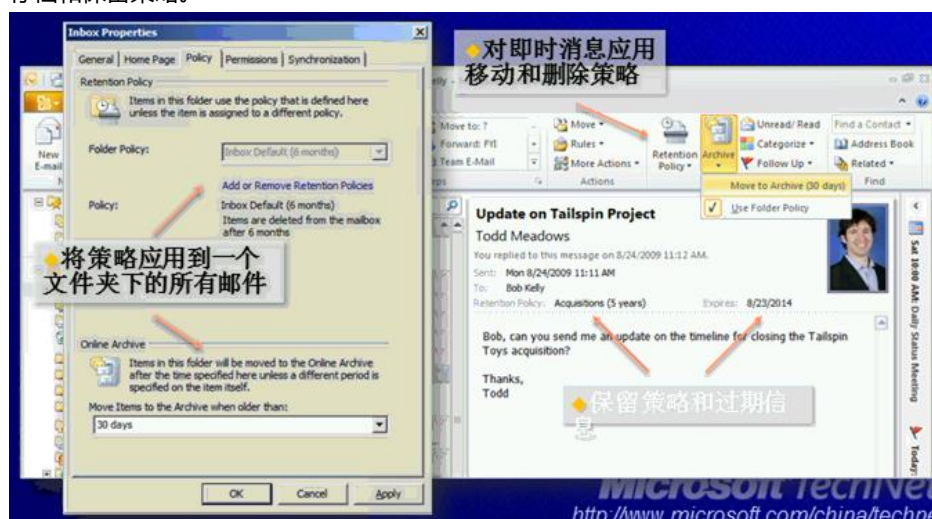 Inbox Properties
General
Home Page
Policy
Permissions
Synchronization
Retention Policy
Items in this folder use the policy that is defined here
unless the item is assigned to a different policy.
Folder Policy:
Inbox Default (6 months)
Add or Remove Retention Policies
Policy:
Inbox Default (6 months)
Items are deleted from the mailbox
after 6 months
将策略应用到一个
文件夹下的所有邮件
Online Archive
Items in this folder will be moved to the Online Archive
after the time specified here unless a different period is
specified on the item itself.
Move Items to the Archive when older than:
30 days
OK
Cancel
Apply
对即时消息应用
移动和删除策略
New
E-mail
Move to: ?
Team E-Mail
Move
Rules
More Actions
Actions
Retention
Policy
Archive
Unread/ Read
Categorize
Follow Up
Find a Contact
Address Book
Related
Find
Move to Archive (30 days)
Use Folder Policy
Update on Tailspin Project
Todd Meadows
You replied to this message on 8/24/2009 11:12 AM.
Sent: Mon 8/24/2009 11:11 AM
To: Bob Kelly
Retention Policy: Acquisitions (5 years)
Expires: 8/23/2014
Bob, can you send me an update on the timeline for closing the Tailspin
Toys acquisition?
Thanks,
Todd
保留策略和过期信
息
Sat 10:00 AM: Daily Status Meeting
Today:
Microsoft TechNet
http://www.microsoft.com/china/techne